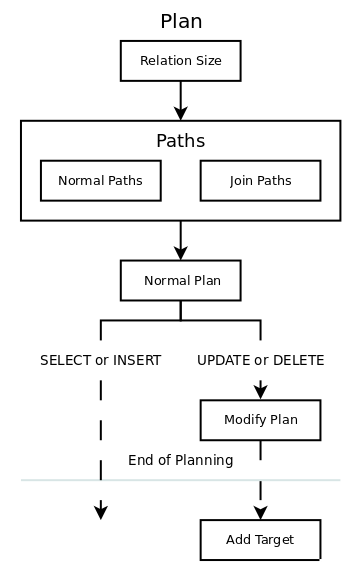 Plan
Relation Size
Paths
Normal Paths
Join Paths
Normal Plan
SELECT or INSERT
UPDATE or DELETE
Modify Plan
End of Planning
Add Target